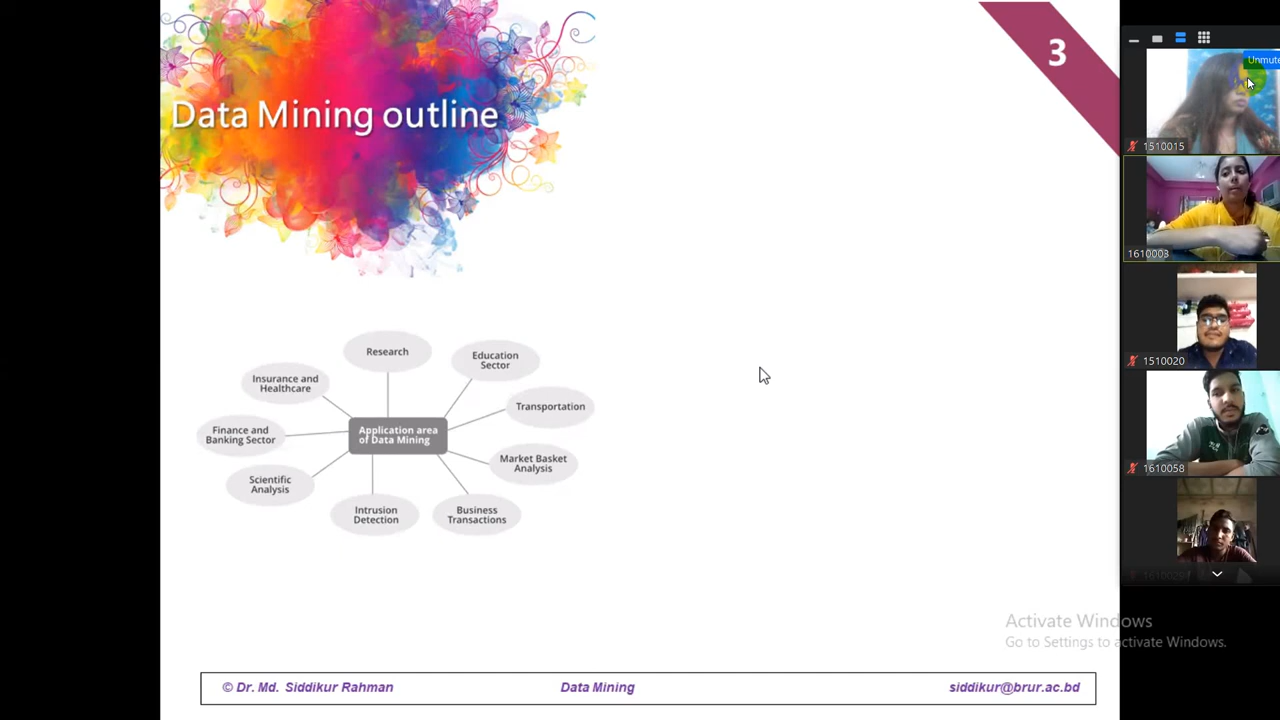 Data Mining outline
3
Research
Education
Sector
Insurance and
Healthcare
Transportation
Finance and
Banking Sector
Application area
of Data Mining
Market Basket
Analysis
Scientific
Analysis
Intrusion
Detection
Business
Transactions
© Dr. Md. Siddikur Rahman
Data Mining
siddikur@brur.ac.bd
Unmute
1510015
1610003
1510020
1610058
Activate Windows
Go to Settings to activate Windows.